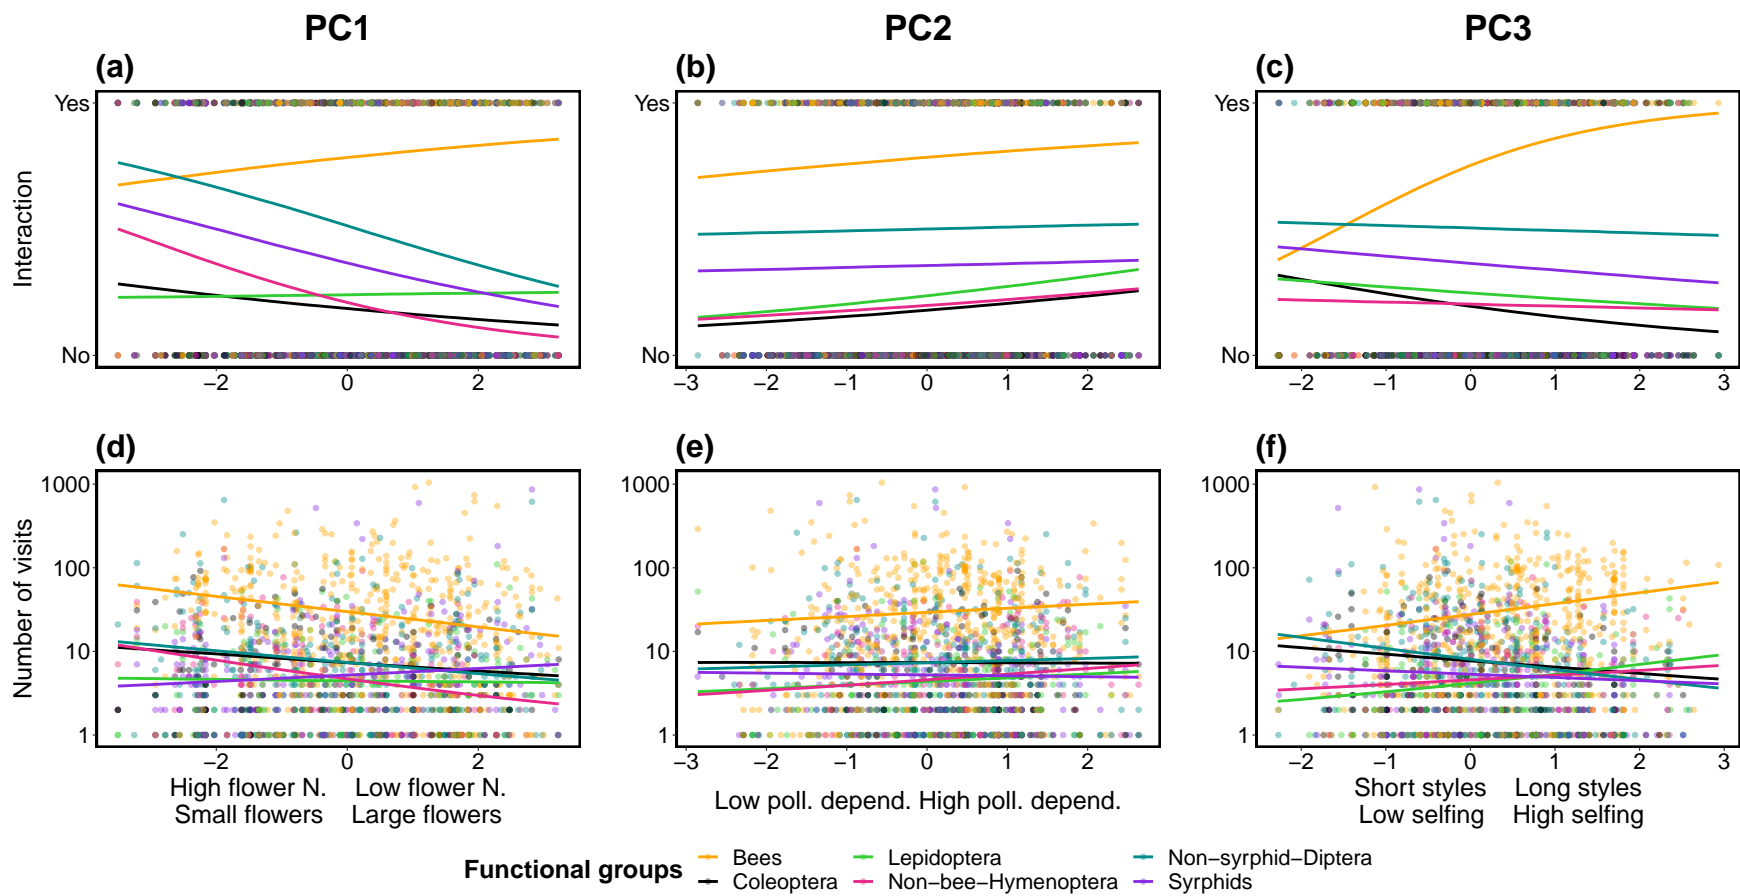 PC1 PC2 PC3
(a) (b) (c)
Interaction
Yes
No
−2 0 2
Yes
No
−3 −2 −1 0 1 2
Yes
No
−2 −1 0 1 2 3
(d) (e) (f)
Number of visits
1000
100
10
1
−2 0 2
1000
100
10
1
−3 −2 −1 0 1 2
1000
100
10
1
−2 −1 0 1 2 3
High flower N. Low flower N.
Small flowers Large flowers
Low poll. depend. High poll. depend.
Short styles Long styles
Low selfing High selfing
Functional groups
Bees Lepidoptera Non−syrphid−Diptera
Coleoptera Non−bee−Hymenoptera Syrphids